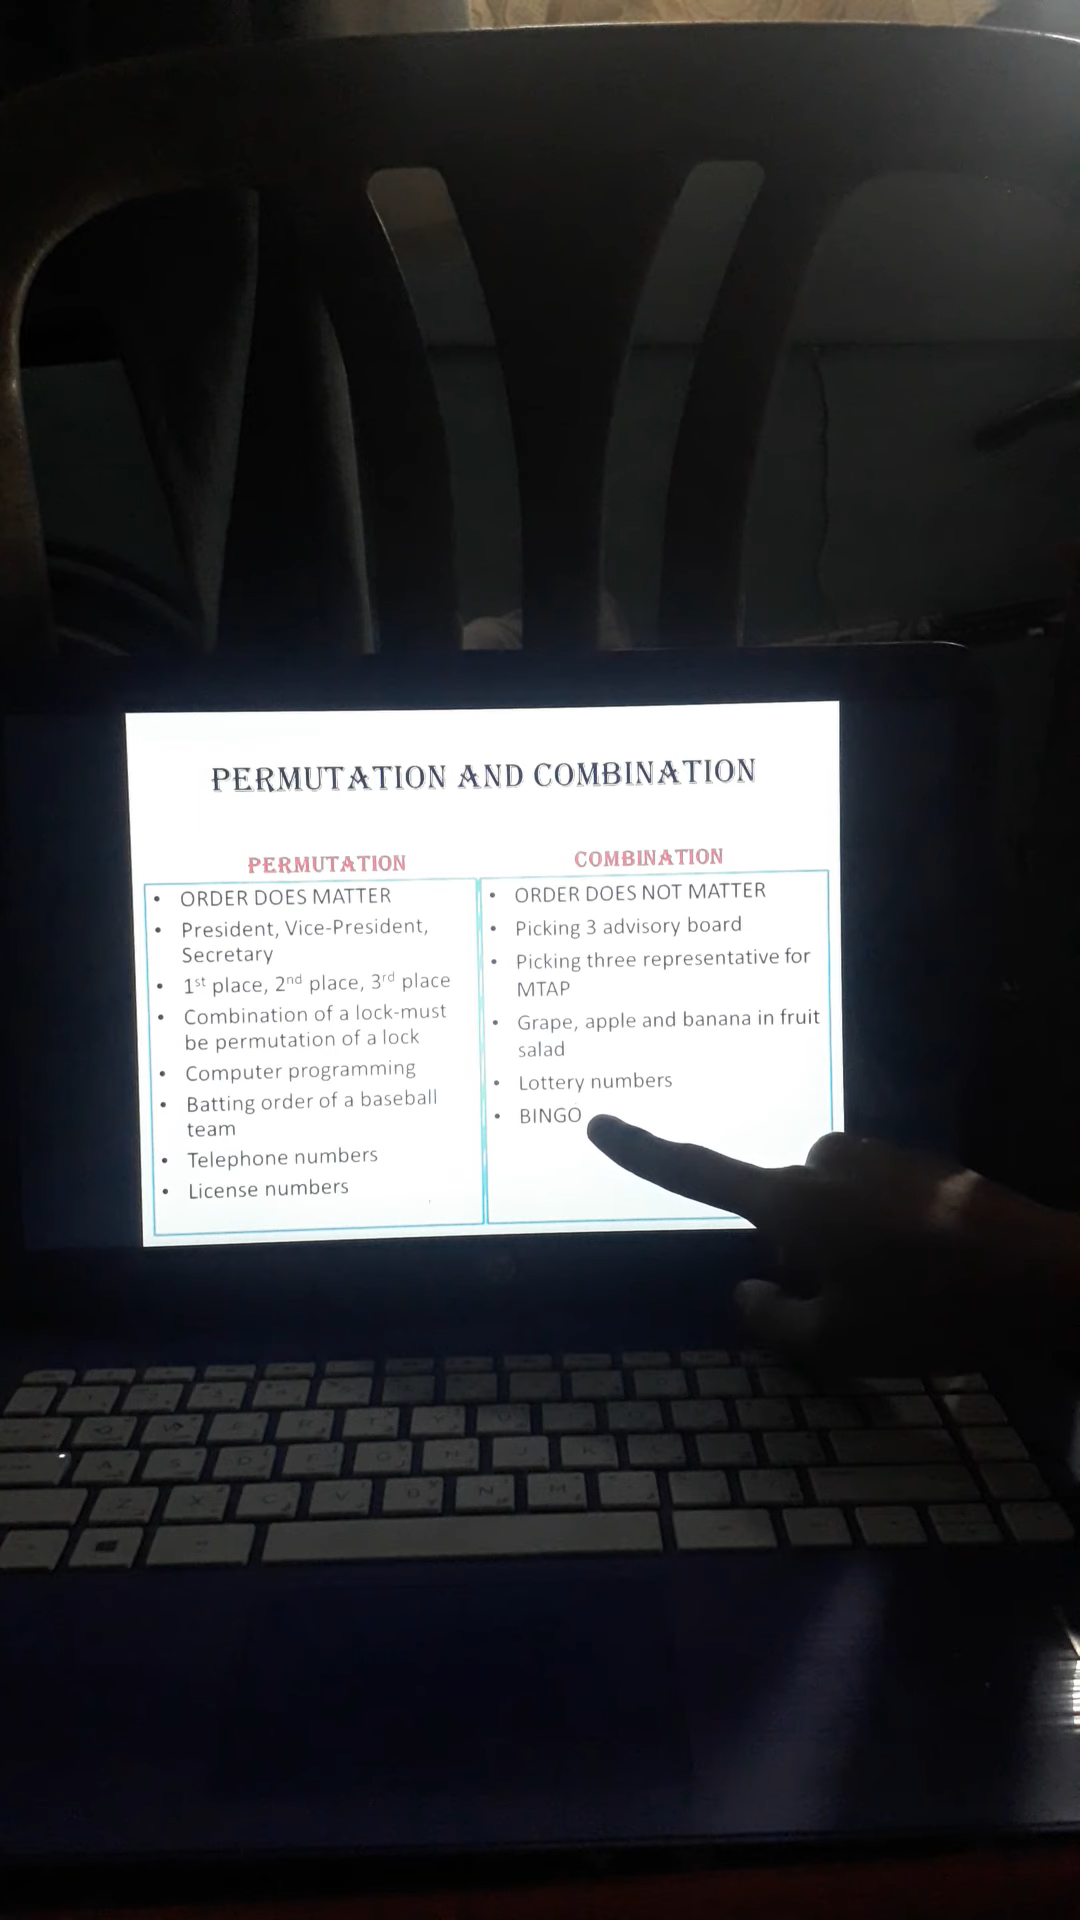 PERMUTATION AND COMBINATION
PERMUTATION
• ORDER DOES MATTER
• President, Vice-President,
Secretary
• 1st place, 2nd place, 3rd place
• Combination of a lock-must
be permutation of a lock
• Computer programming
• Batting order of a baseball
team
• Telephone numbers
• License numbers
COMBINATION
• ORDER DOES NOT MATTER
• Picking 3 advisory board
• Picking three representative for
MTAP
• Grape, apple and banana in fruit
salad
• Lottery numbers
• BINGO